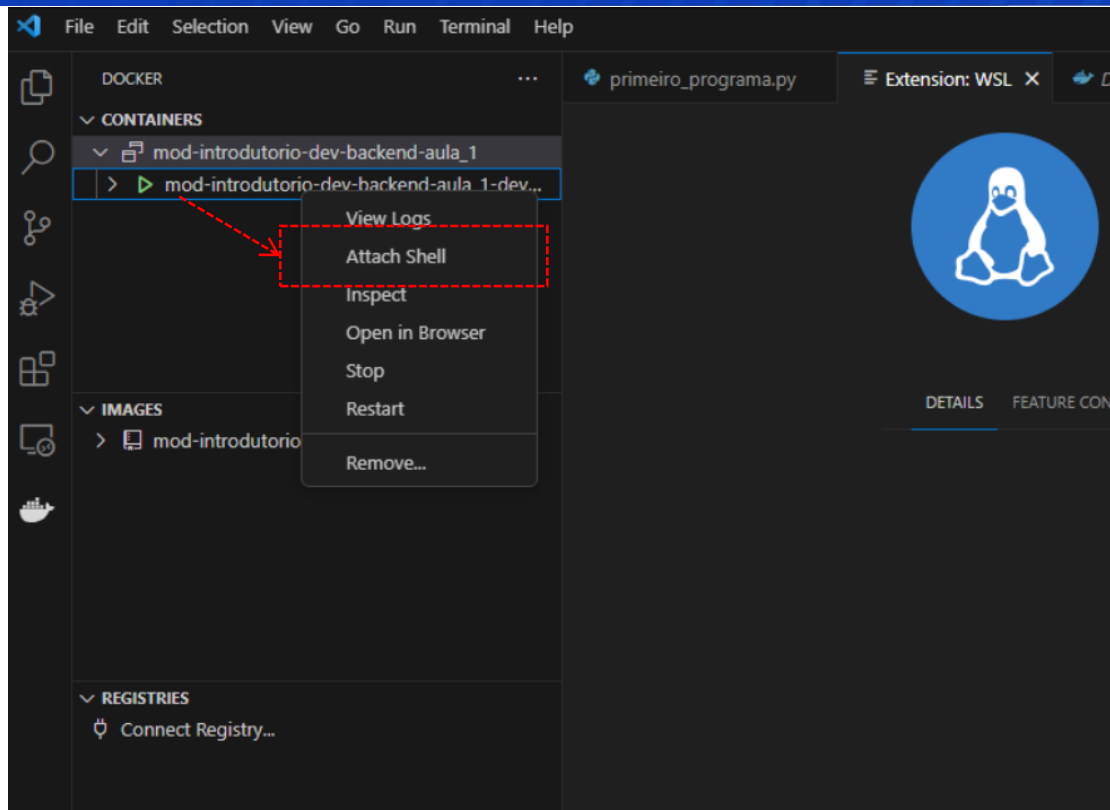 File Edit Selection View Go Run Terminal Help
DOCKER ...
primeiro_programa.py
Extension: WSL
CONTAINERS
mod-introdutorio-dev-backend-aula_1
mod-introdutorio-dev-backend-aula_1-dev...
View Logs
Attach Shell
Inspect
Open in Browser
Stop
Restart
Remove...
IMAGES
mod-introdutorio
DETAILS FEATURE CON
REGISTRIES
Connect Registry...